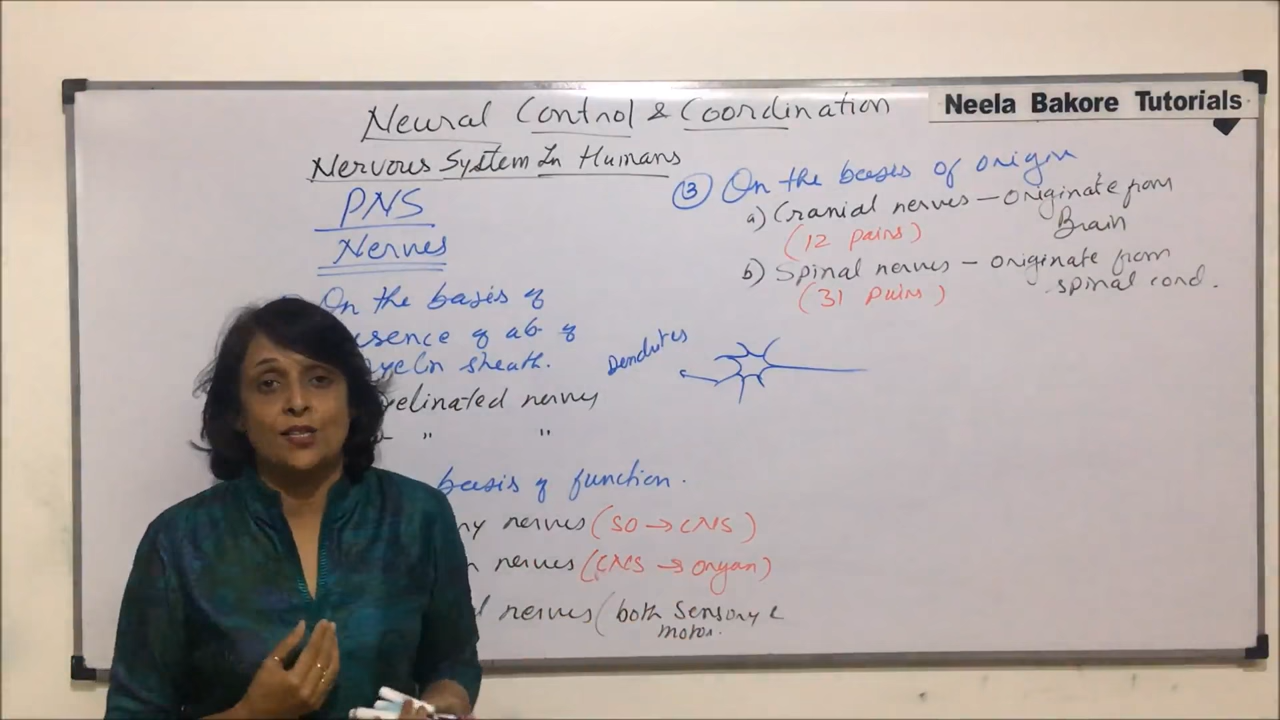 Neela Bakore Tutorials
Neural Control & Coordination
Nervous System In Humans
PNS
Nerves
On the basis of
sence of ab of
yelin sheath.
yelinated nerves
" "
basis of function.
ry nerves (SO → CNS)
nerves (CNS → organ)
l nerves (both sensory &
motor.
③ On the bases of origin
a) Cranial nerves – originate from
Brain
(12 pairs)
b) Spinal nerves – originate from
spinal cord.
(31 pairs)
Dendrites